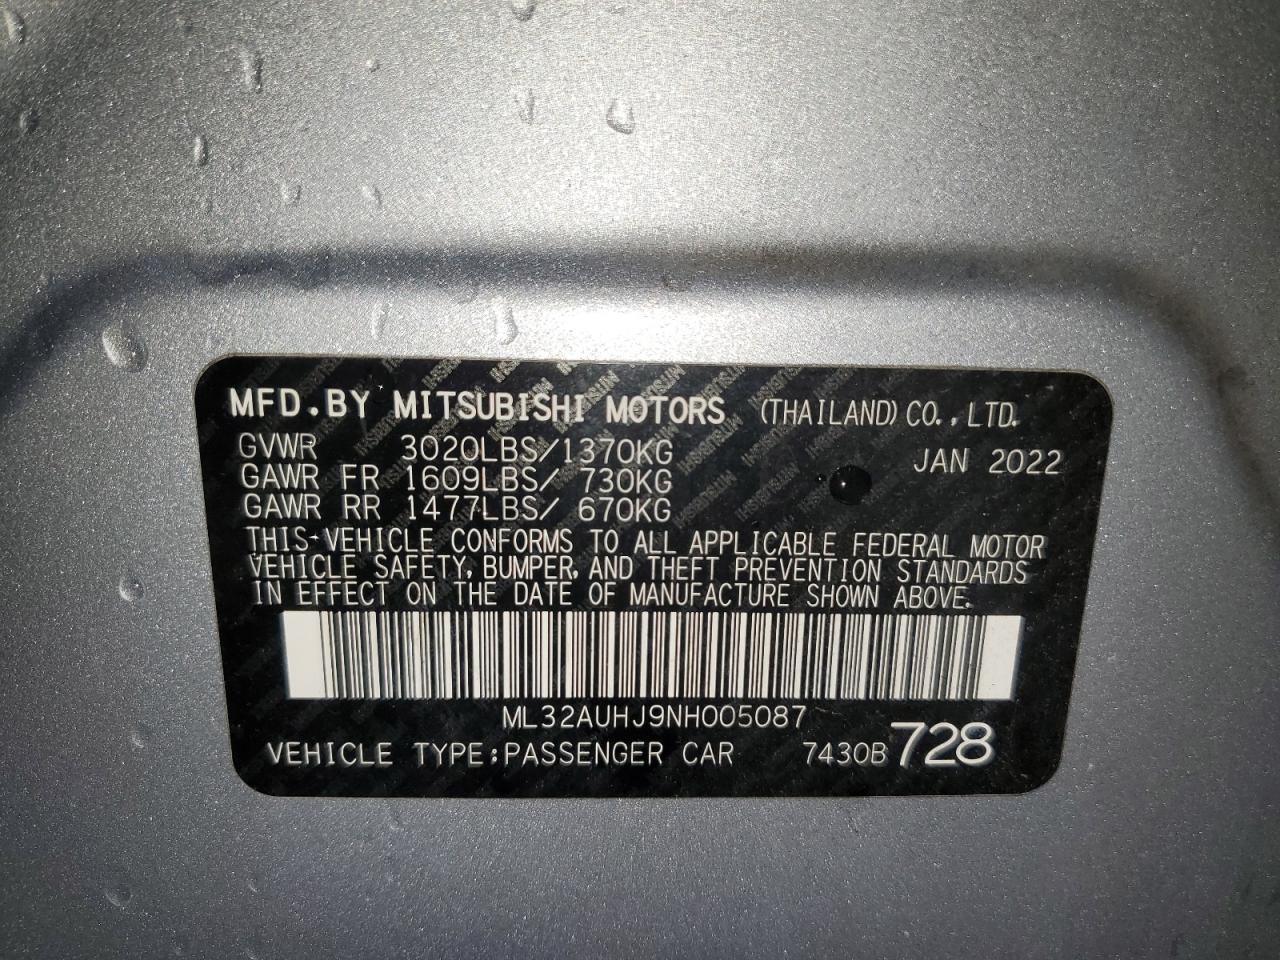 MFD.BY MITSUBISHI MOTORS (THAILAND) CO.,LTD.
GVWR 3020LBS/1370KG JAN 2022
GAWR FR 1609LBS/ 730KG
GAWR RR 1477LBS/ 670KG
THIS VEHICLE CONFORMS TO ALL APPLICABLE FEDERAL MOTOR
VEHICLE SAFETY, BUMPER, AND THEFT PREVENTION STANDARDS
IN EFFECT ON THE DATE OF MANUFACTURE SHOWN ABOVE.
ML32AUHJ9NH005087
VEHICLE TYPE:PASSENGER CAR 7430B 728